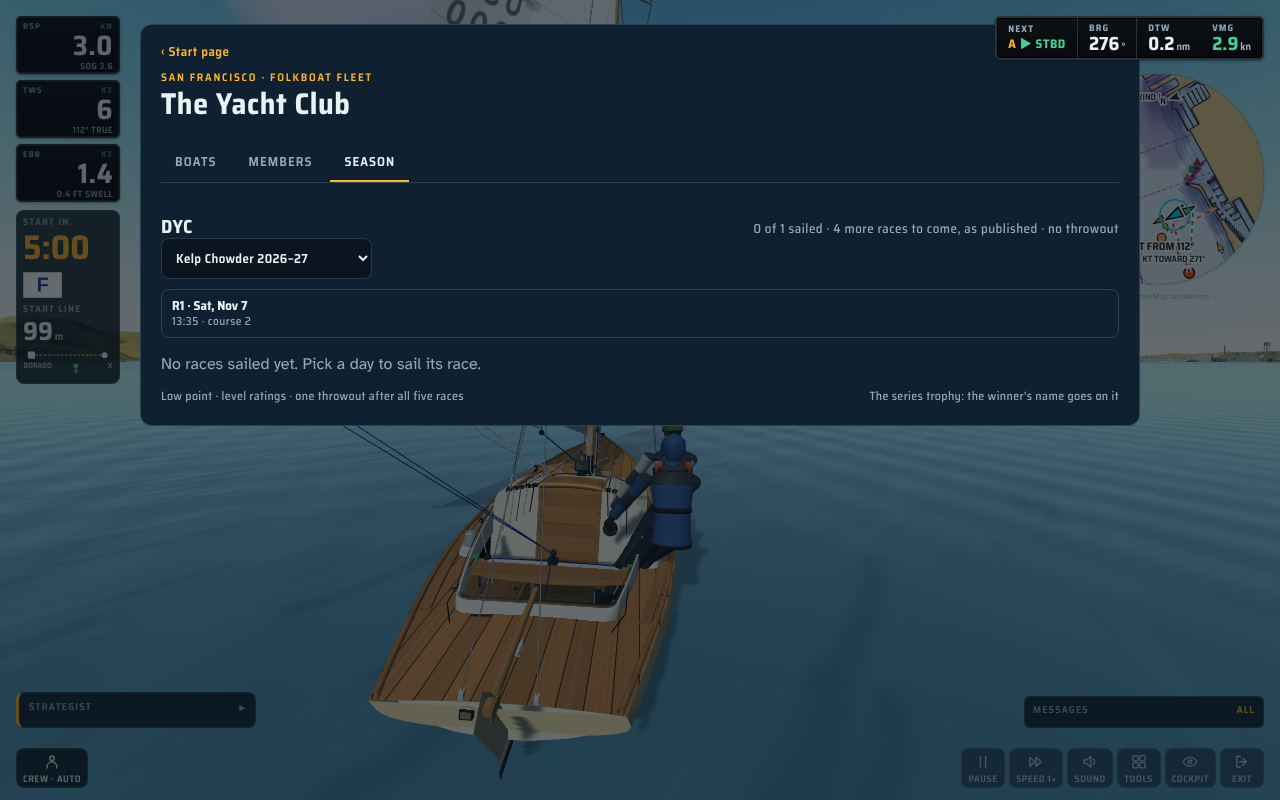 BSP KN
3.0
SOG 3.6
TWS KT
6
112° TRUE
EBB KT
1.4
0.4 FT SWELL
START IN
5:00
F
START LINE
99 m
DORADO X
‹ Start page
SAN FRANCISCO · FOLKBOAT FLEET
The Yacht Club
BOATS MEMBERS SEASON
DYC
0 of 1 sailed · 4 more races to come, as published · no throwout
Kelp Chowder 2026–27
R1 · Sat, Nov 7
13:35 · course 2
No races sailed yet. Pick a day to sail its race.
Low point · level ratings · one throwout after all five races
The series trophy: the winner's name goes on it
NEXT BRG DTW VMG
A ▶ STBD 276° 0.2 nm 2.9 kn
WIND N
T FROM 112°
KT TOWARD 271°
contributors
STRATEGIST ▸
MESSAGES ALL
CREW · AUTO
PAUSE SPEED 1× SOUND TOOLS COCKPIT EXIT